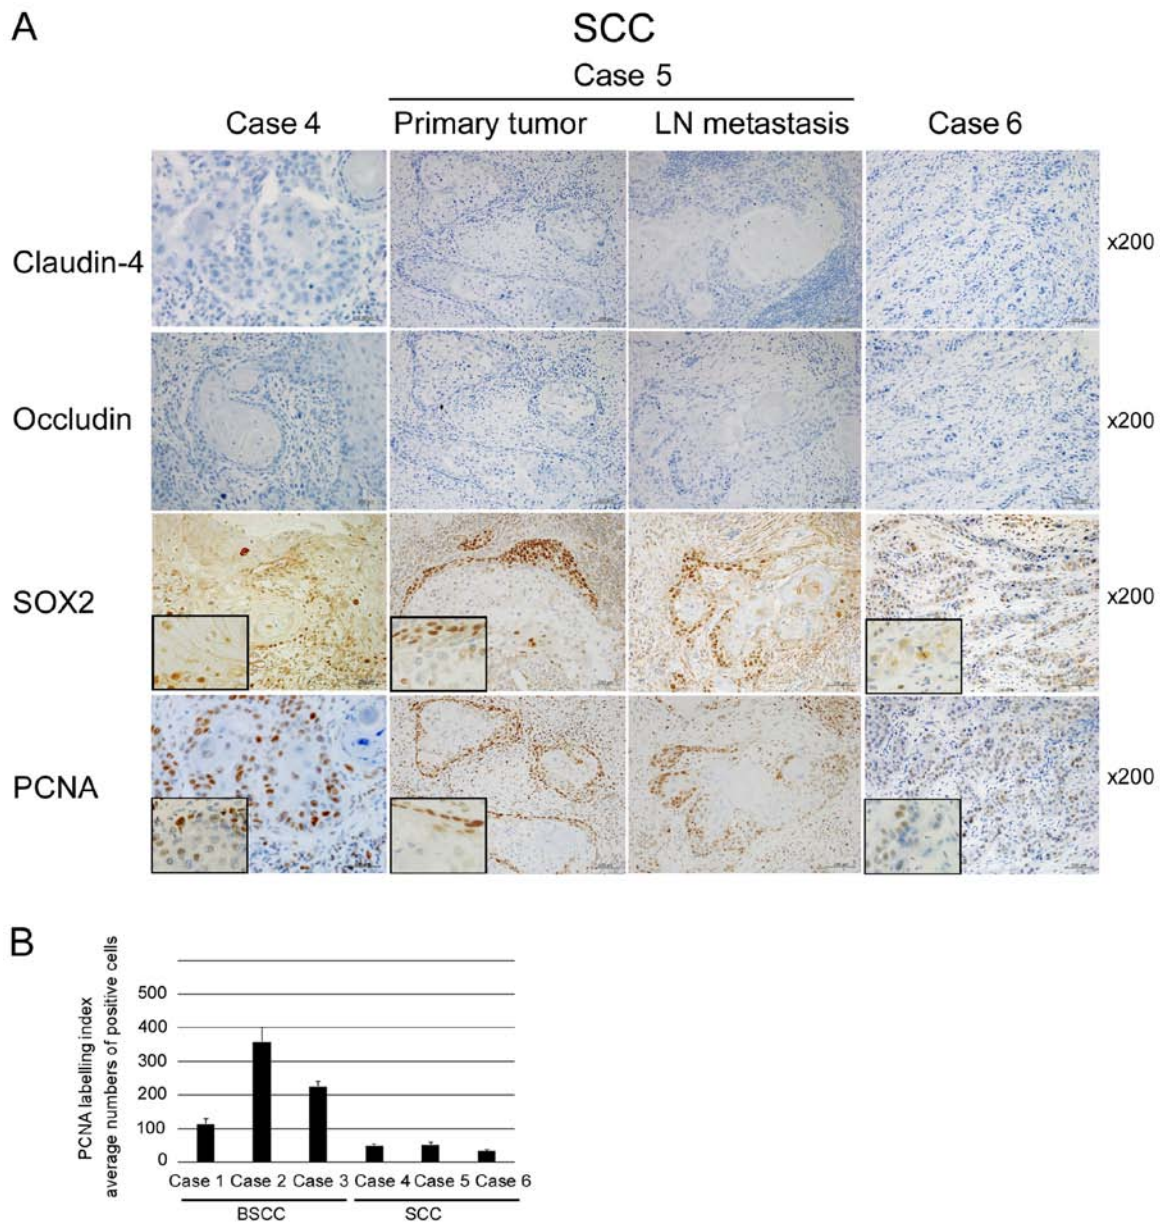 A
SCC
Case 5
Case 4
Primary tumor
LN metastasis
Case 6
Claudin-4
x200
Occludin
x200
SOX2
x200
PCNA
x200
B
PCNA labelling index
average numbers of positive cells
500
400
300
200
100
0
Case 1 Case 2 Case 3 Case 4 Case 5 Case 6
BSCC
SCC